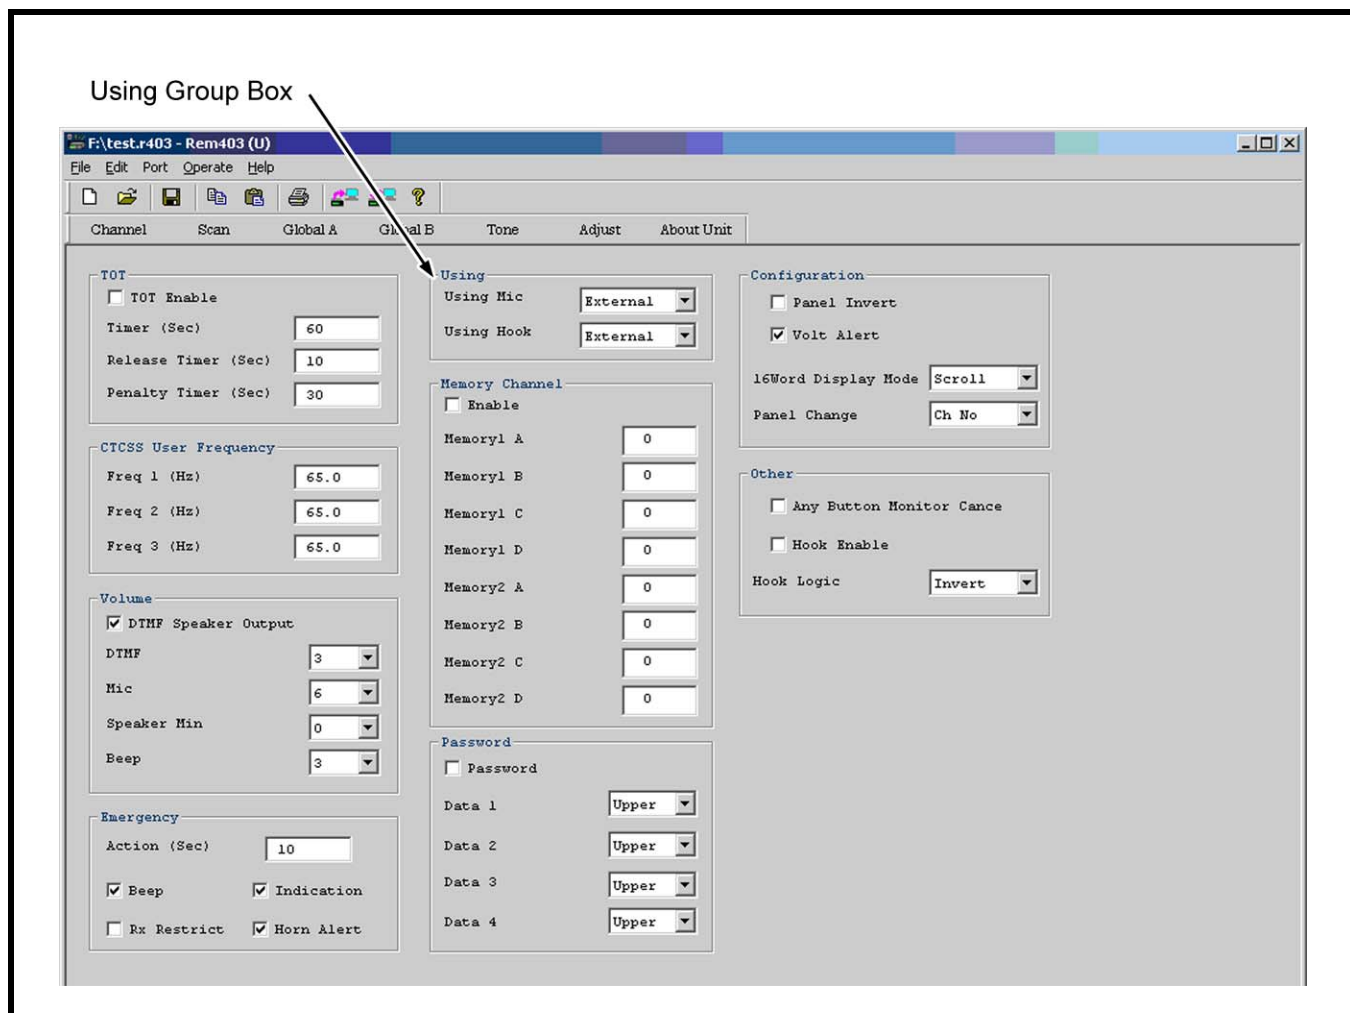 Using Group Box
F:\test.r403 - Rem403 (U)
File Edit Port Operate Help
Channel Scan Global A Global B Tone Adjust About Unit
TOT
TOT Enable
Timer (Sec) 60
Release Timer (Sec) 10
Penalty Timer (Sec) 30
CTCSS User Frequency
Freq 1 (Hz) 65.0
Freq 2 (Hz) 65.0
Freq 3 (Hz) 65.0
Volume
DTMF Speaker Output
DTMF 3
Mic 6
Speaker Min 0
Beep 3
Emergency
Action (Sec) 10
Beep Indication
Rx Restrict Horn Alert
Using
Using Mic External
Using Hook External
Memory Channel
Enable
Memory1 A 0
Memory1 B 0
Memory1 C 0
Memory1 D 0
Memory2 A 0
Memory2 B 0
Memory2 C 0
Memory2 D 0
Password
Password
Data 1 Upper
Data 2 Upper
Data 3 Upper
Data 4 Upper
Configuration
Panel Invert
Volt Alert
16Word Display Mode Scroll
Panel Change Ch No
Other
Any Button Monitor Cance
Hook Enable
Hook Logic Invert